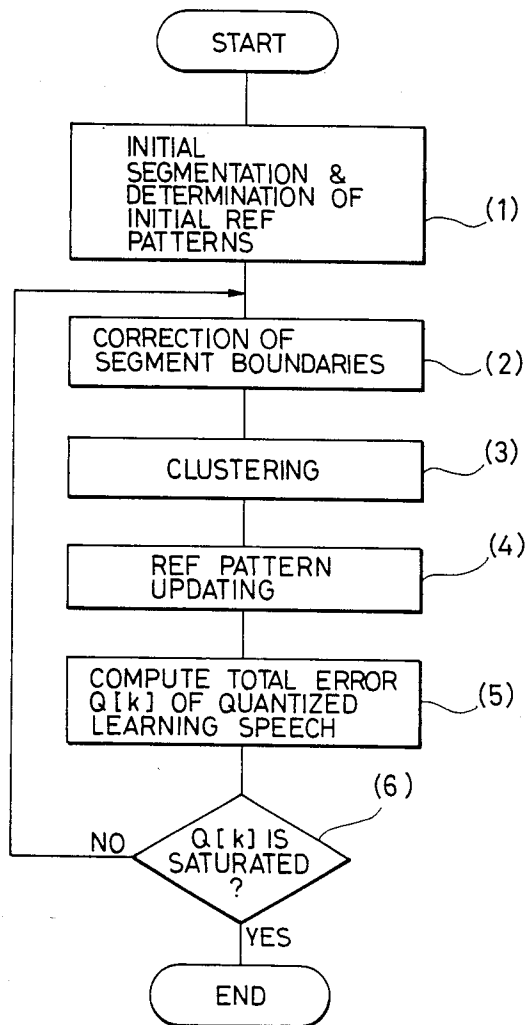 START
INITIAL
SEGMENTATION &
DETERMINATION OF
INITIAL REF
PATTERNS
(1)
CORRECTION OF
SEGMENT BOUNDARIES
(2)
CLUSTERING
(3)
REF PATTERN
UPDATING
(4)
COMPUTE TOTAL ERROR
Q[k] OF QUANTIZED
LEARNING SPEECH
(5)
(6)
Q[k] IS
SATURATED
?
NO
YES
END